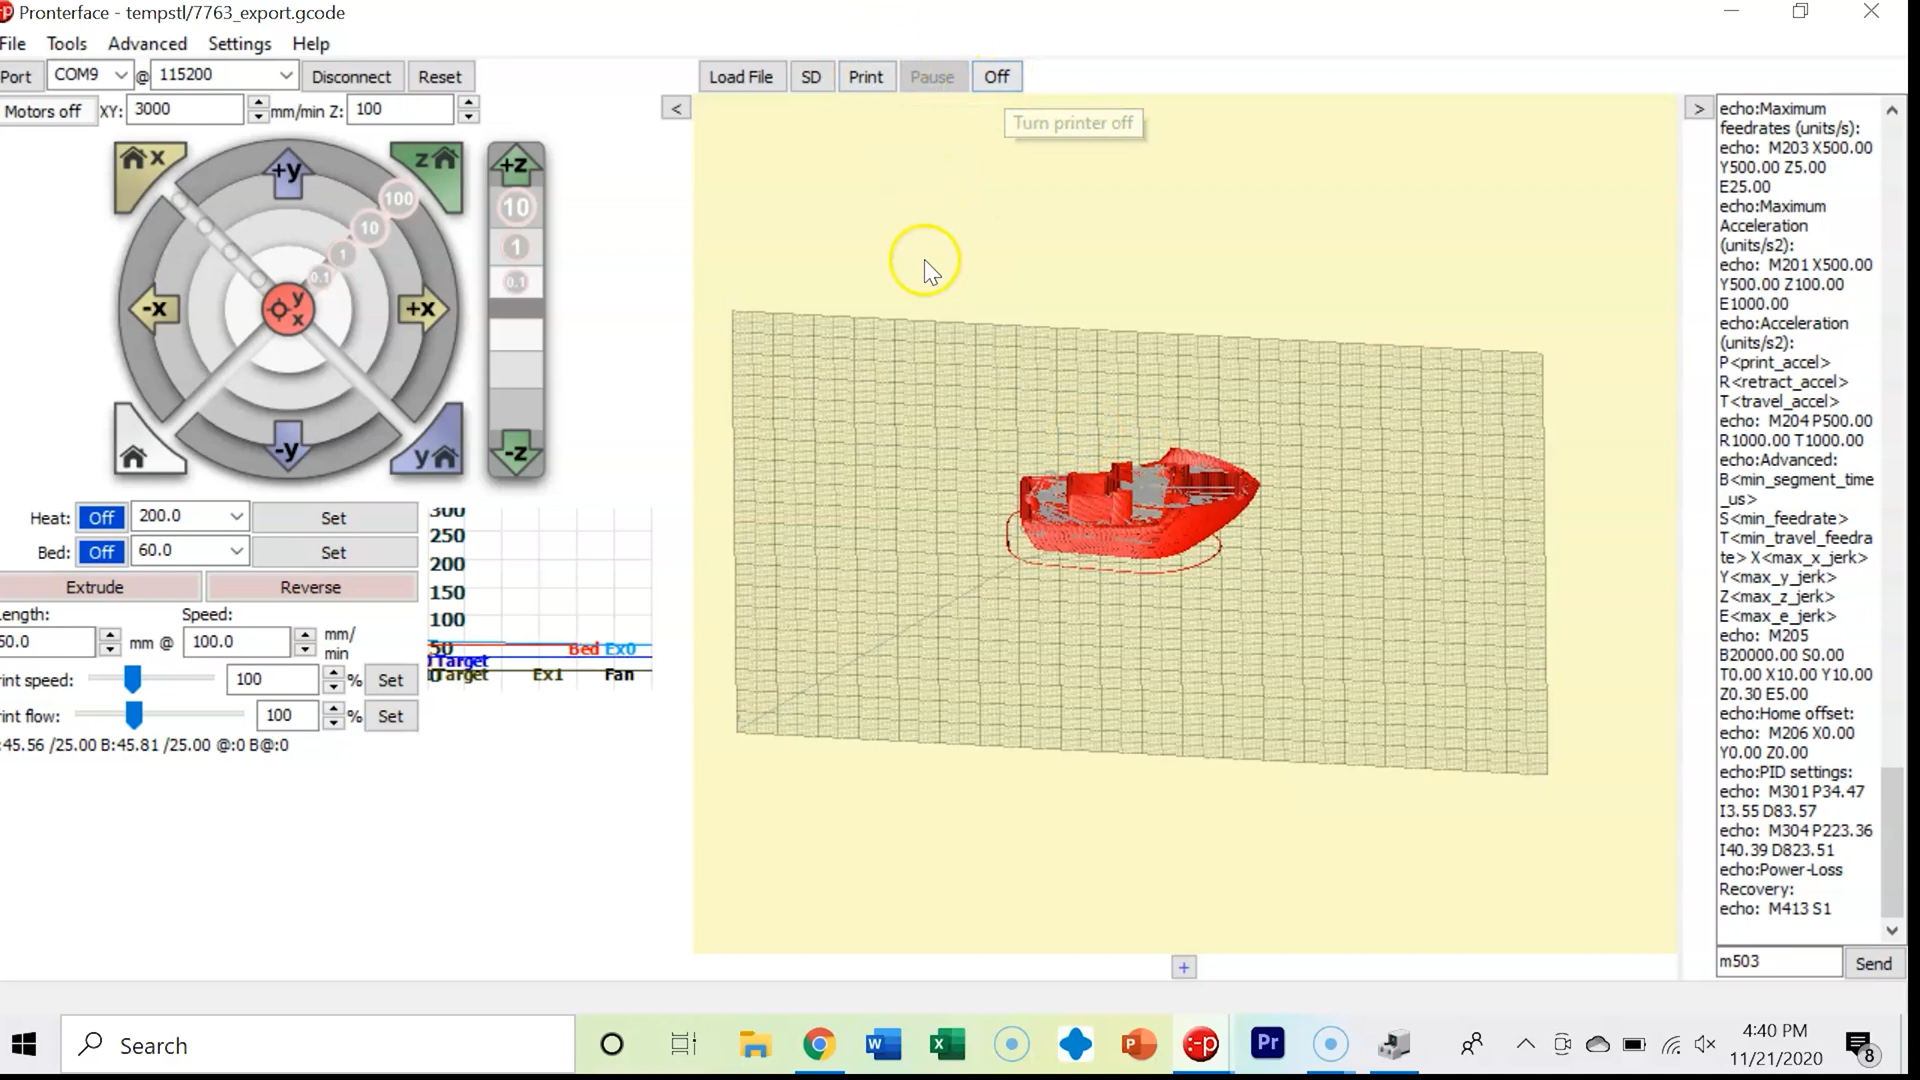 Pronterface - tempstl/7763_export.gcode
File Tools Advanced Settings Help
Port COM9 @ 115200 Disconnect Reset
Load File SD Print Pause Off
Motors off XY: 3000 mm/min Z: 100
< >
Turn printer off
x z
+y +z
100 10
10 1
1 0.1
0.1
-x y x +x
-y y -z
Heat: Off 200.0 Set
Bed: Off 60.0 Set
Extrude Reverse
Length: Speed:
50.0 mm @ 100.0 mm/
min
Print speed: 100 % Set
Print flow: 100 % Set
:45.56 /25.00 B:45.81 /25.00 @:0 B@:0
300
250
200
150
100
50 Bed Ex0
Target
0 Target Ex1 Fan
echo:Maximum
feedrates (units/s):
echo: M203 X500.00
Y500.00 Z5.00
E25.00
echo:Maximum
Acceleration
(units/s2):
echo: M201 X500.00
Y500.00 Z100.00
E1000.00
echo:Acceleration
(units/s2):
P<print_accel>
R<retract_accel>
T<travel_accel>
echo: M204 P500.00
R1000.00 T1000.00
echo:Advanced:
B<min_segment_time
_us>
S<min_feedrate>
T<min_travel_feedra
te> X<max_x_jerk>
Y<max_y_jerk>
Z<max_z_jerk>
E<max_e_jerk>
echo: M205
B20000.00 S0.00
T0.00 X10.00 Y10.00
Z0.30 E5.00
echo:Home offset:
echo: M206 X0.00
Y0.00 Z0.00
echo:PID settings:
echo: M301 P34.47
I3.55 D83.57
echo: M304 P223.36
I40.39 D823.51
echo:Power-Loss
Recovery:
echo: M413 S1
m503 Send
+
Search
W X P :-p Pr
4:40 PM
11/21/2020
8